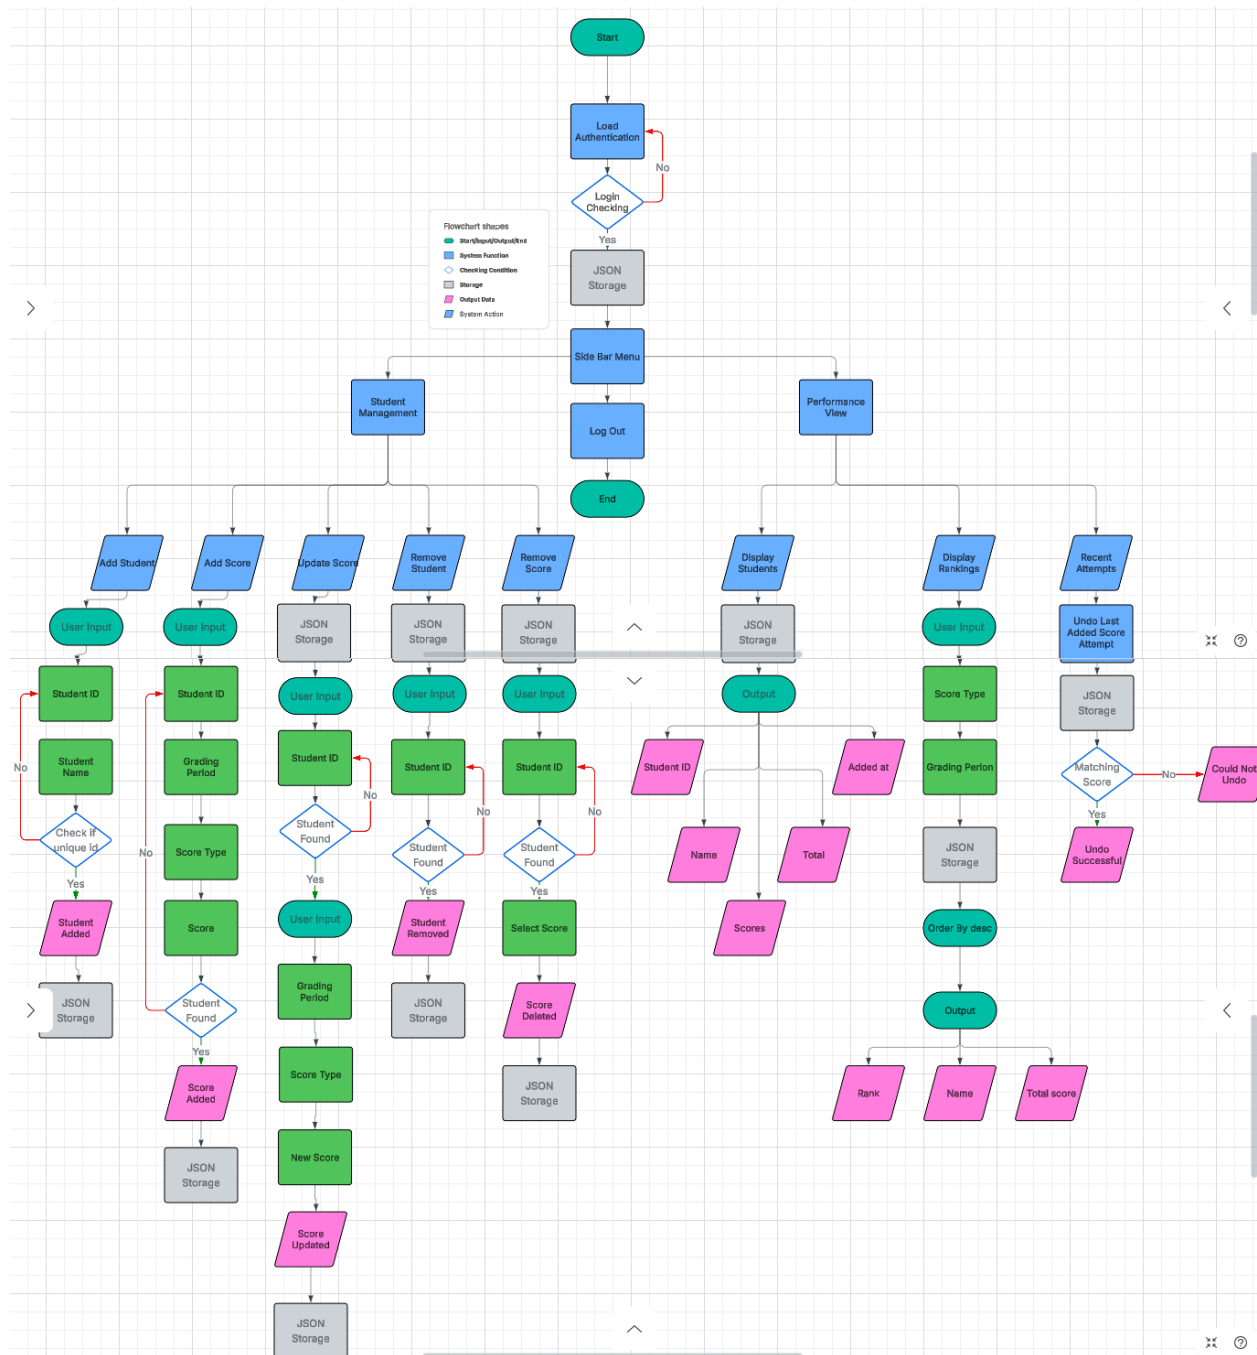 Start
Load
Authentication
No
Login
Checking
Yes
Flowchart shapes
Start/Input/Output/End
System Function
Checking Condition
Storage
Output Data
System Action
JSON
Storage
Side Bar Menu
Student
Management
Performance
View
Log Out
End
Add Student
Add Score
Update Score
Remove
Student
Remove
Score
Display
Students
Display
Rankings
Recent
Attempts
User Input
User Input
JSON
Storage
JSON
Storage
JSON
Storage
JSON
Storage
User Input
Undo Last
Added Score
Attempt
Student ID
Student ID
User Input
User Input
User Input
Output
Score Type
JSON
Storage
No
Student
Name
Grading
Period
Student ID
No
Student ID
No
Student ID
No
Student ID
Added at
Grading Perion
Matching
Score
No
Could Not
Undo
Check if
unique id
Yes
No
Score Type
Student
Found
Yes
Student
Found
Yes
Student
Found
Yes
Name
Total
JSON
Storage
Yes
Undo
Successful
Student
Added
Score
User Input
Student
Removed
Select Score
Scores
Order By desc
JSON
Storage
Student
Found
Yes
Grading
Period
JSON
Storage
Score
Deleted
Output
Score
Added
Score Type
JSON
Storage
Rank
Name
Total score
JSON
Storage
New Score
Score
Updated
JSON
Storage